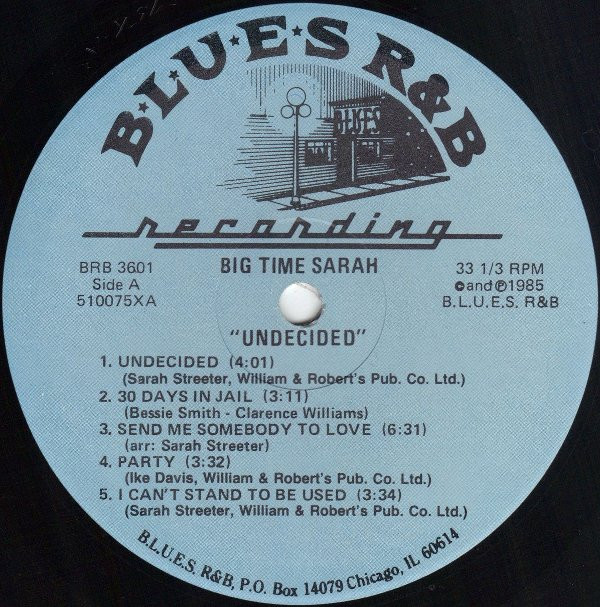 B★L★U★E★S R&B
BLUES
recording
BRB 3601
Side A
510075XA
BIG TIME SARAH
33 1/3 RPM
©and℗1985
B.L.U.E.S. R&B
"UNDECIDED"
1. UNDECIDED (4:01)
(Sarah Streeter, William & Robert's Pub. Co. Ltd.)
2. 30 DAYS IN JAIL (3:11)
(Bessie Smith - Clarence Williams)
3. SEND ME SOMEBODY TO LOVE (6:31)
(arr: Sarah Streeter)
4. PARTY (3:32)
(Ike Davis, William & Robert's Pub. Co. Ltd.)
5. I CAN'T STAND TO BE USED (3:34)
(Sarah Streeter, William & Robert's Pub. Co. Ltd.)
B.L.U.E.S. R&B, P.O. Box 14079 Chicago, IL 60614